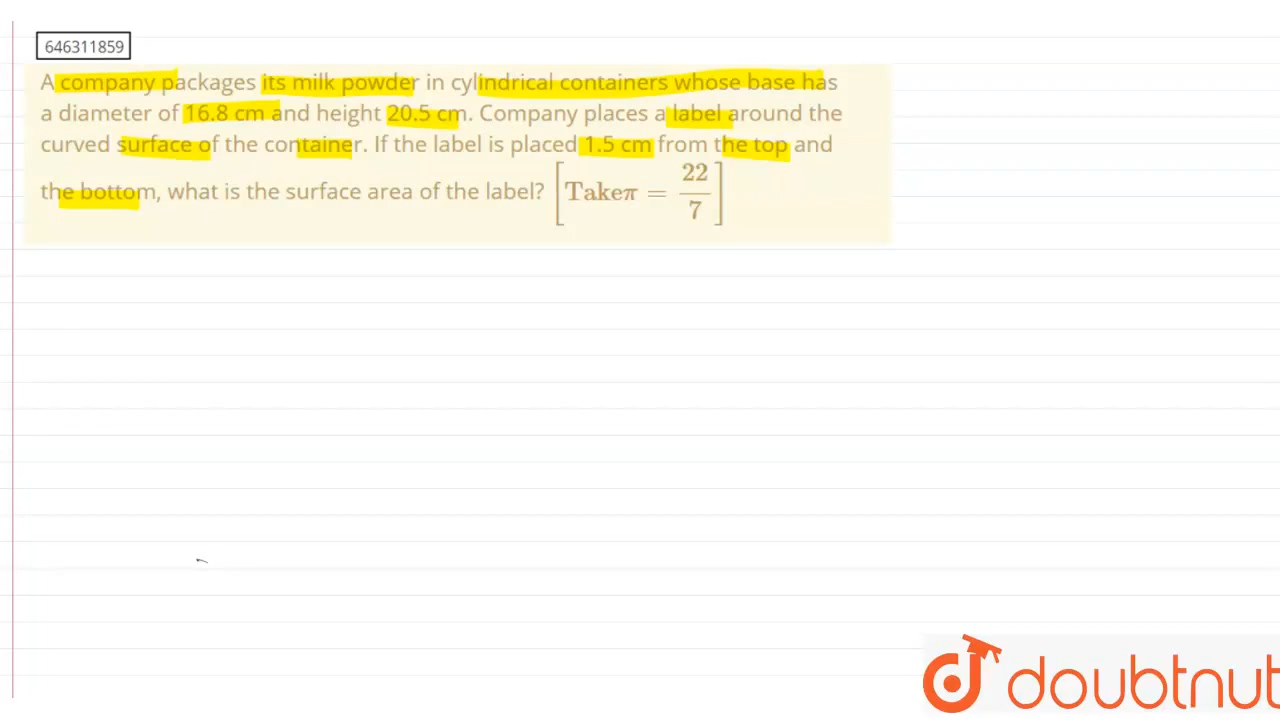 646311859
A company packages its milk powder in cylindrical containers whose base has
a diameter of 16.8 cm and height 20.5 cm. Company places a label around the
curved surface of the container. If the label is placed 1.5 cm from the top and
the bottom, what is the surface area of the label? [Takeπ = 22/7]
doubtnut